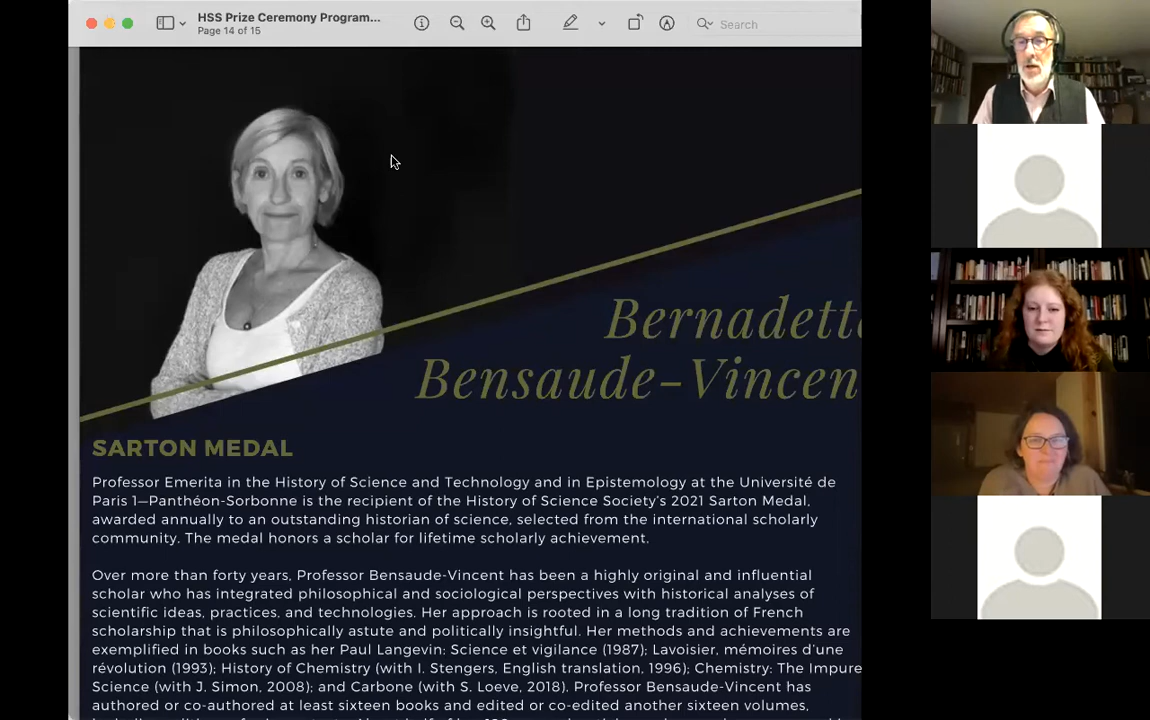 HSS Prize Ceremony Program...
Page 14 of 15
Search
Bernadette
Bensaude-Vincen
SARTON MEDAL
Professor Emerita in the History of Science and Technology and in Epistemology at the Université de
Paris 1—Panthéon-Sorbonne is the recipient of the History of Science Society's 2021 Sarton Medal,
awarded annually to an outstanding historian of science, selected from the international scholarly
community. The medal honors a scholar for lifetime scholarly achievement.
Over more than forty years, Professor Bensaude-Vincent has been a highly original and influential
scholar who has integrated philosophical and sociological perspectives with historical analyses of
scientific ideas, practices, and technologies. Her approach is rooted in a long tradition of French
scholarship that is philosophically astute and politically insightful. Her methods and achievements are
exemplified in books such as her Paul Langevin: Science et vigilance (1987); Lavoisier, mémoires d'une
révolution (1993); History of Chemistry (with I. Stengers, English translation, 1996); Chemistry: The Impure
Science (with J. Simon, 2008); and Carbone (with S. Loeve, 2018). Professor Bensaude-Vincent has
authored or co-authored at least sixteen books and edited or co-edited another sixteen volumes,